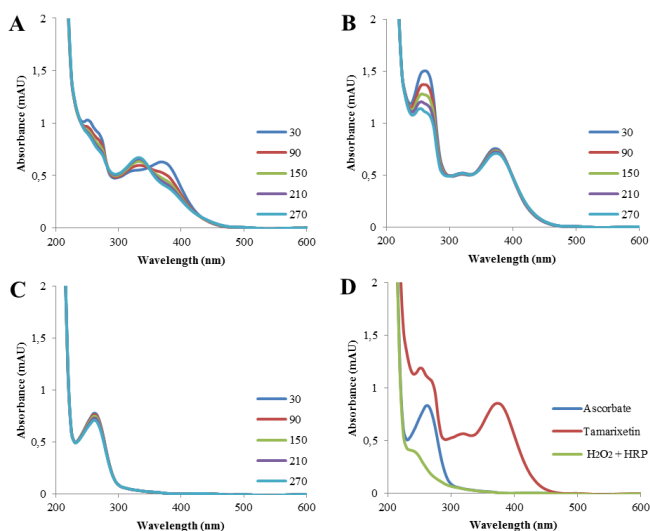 A
Absorbance (mAU)
2
1,5
1
0,5
0
200 300 400 500 600
Wavelength (nm)
30
90
150
210
270
B
Absorbance (mAU)
2
1,5
1
0,5
0
200 300 400 500 600
Wavelength (nm)
30
90
150
210
270
C
Absorbance (mAU)
2
1,5
1
0,5
0
200 300 400 500 600
Wavelength (nm)
30
90
150
210
270
D
Absorbance (mAU)
2
1,5
1
0,5
0
200 300 400 500 600
Wavelength (nm)
Ascorbate
Tamarixetin
H2O2 + HRP